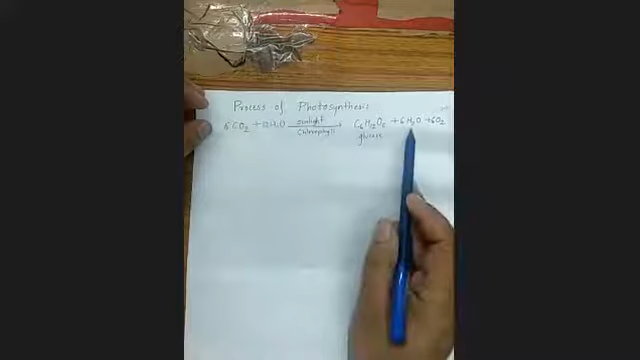 Process of Photosynthesis
6CO₂ + 12H₂O sunlight → C₆H₁₂O₆ + 6H₂O + 6O₂
Chlorophyll
glucose